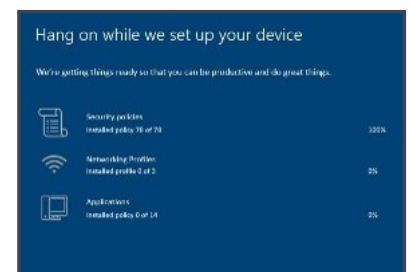 Hang on while we set up your device
We're getting things ready so that you can be productive and do great things.
Security policies
Installed policy 70 of 70
100%
Networking Profiles
Installed profile 0 of 3
0%
Applications
Installed policy 0 of 14
0%